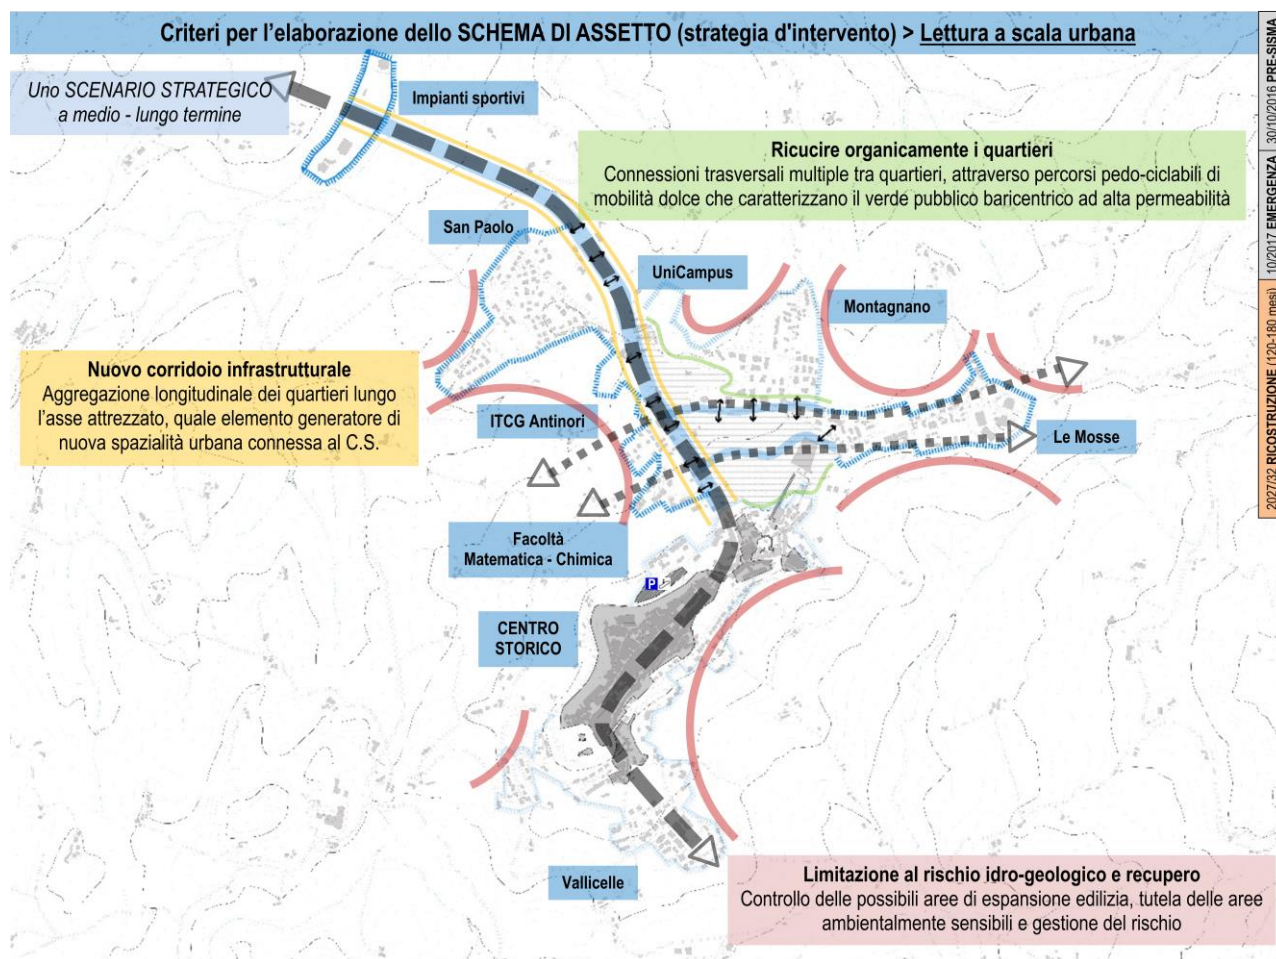 Criteri per l’elaborazione dello SCHEMA DI ASSETTO (strategia d'intervento) > Lettura a scala urbana
Uno SCENARIO STRATEGICO
a medio - lungo termine
Impianti sportivi
Ricucire organicamente i quartieri
Connessioni trasversali multiple tra quartieri, attraverso percorsi pedo-ciclabili di
mobilità dolce che caratterizzano il verde pubblico baricentrico ad alta permeabilità
San Paolo
UniCampus
Montagnano
Nuovo corridoio infrastrutturale
Aggregazione longitudinale dei quartieri lungo
l’asse attrezzato, quale elemento generatore di
nuova spazialità urbana connessa al C.S.
ITCG Antinori
Le Mosse
Facoltà
Matematica - Chimica
P
CENTRO
STORICO
Vallicelle
Limitazione al rischio idro-geologico e recupero
Controllo delle possibili aree di espansione edilizia, tutela delle aree
ambientalmente sensibili e gestione del rischio
30/10/2016 PRE-SISMA
10/2017 EMERGENZA
2027/32 RICOSTRUZIONE (120-180 mesi)